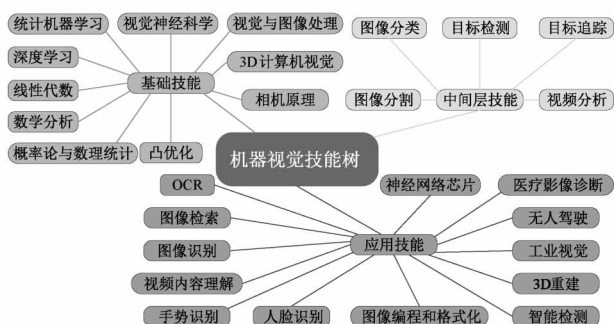 统计机器学习
视觉神经科学
视觉与图像处理
图像分类
目标检测
目标追踪
深度学习
3D计算机视觉
基础技能
线性代数
相机原理
图像分割
中间层技能
视频分析
数学分析
概率论与数理统计
凸优化
机器视觉技能树
OCR
神经网络芯片
医疗影像诊断
图像检索
无人驾驶
图像识别
应用技能
工业视觉
视频内容理解
3D重建
手势识别
人脸识别
图像编程和格式化
智能检测